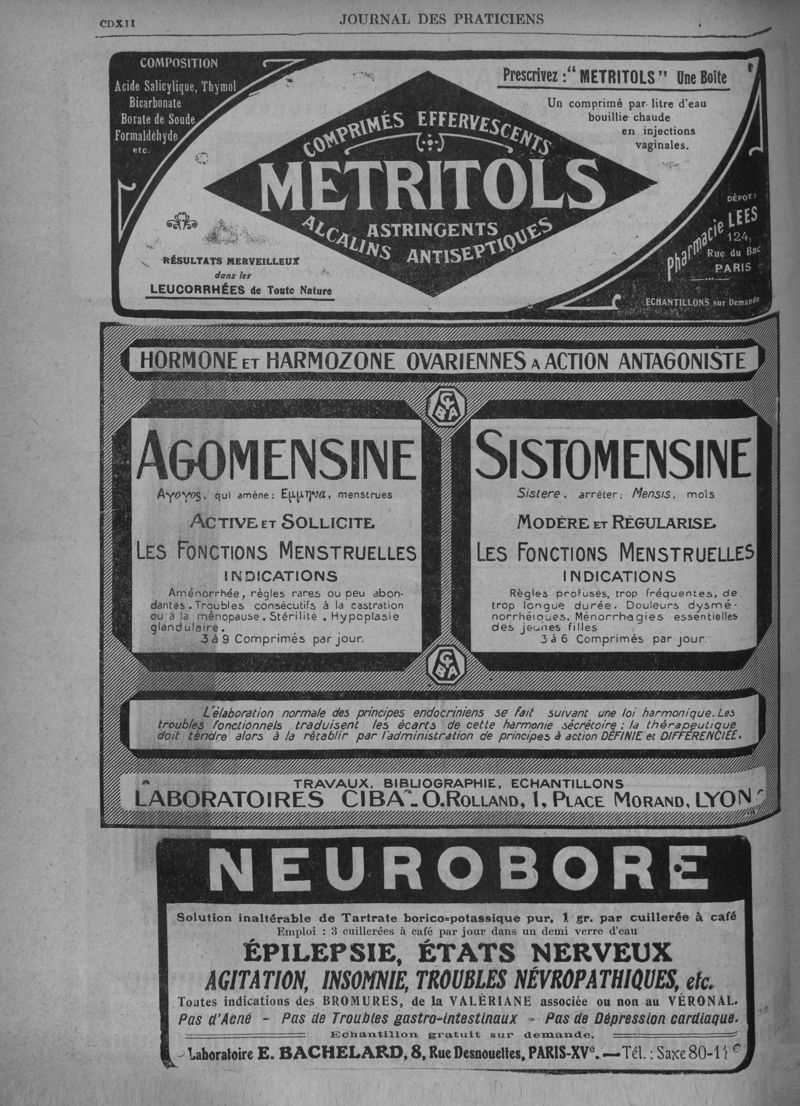 CDXII
JOURNAL DES PRATICIENS
COMPOSITION
Acide Salicylique, Thymol
Bicarbonate
Borate de Soude
Formaldéhyde
etc.
Prescrivez : "METRITOLS" Une Boîte
Un comprimé par litre d'eau
bouillie chaude
en injections
vaginales.
COMPRIMÉS EFFERVESCENTS
METRITOLS
ASTRINGENTS
ALCALINS ANTISEPTIQUES
RÉSULTATS MERVEILLEUX
dans les
LEUCORRHÉES de Toute Nature
DÉPOT:
Pharmacie LEES
124,
Rue du Bac
PARIS
ECHANTILLONS sur Demande
HORMONE ET HARMOZONE OVARIENNES A ACTION ANTAGONISTE
CIBA
AGOMENSINE
Αγογος, qui amène: Εμμηνα, menstrues
ACTIVE ET SOLLICITE
LES FONCTIONS MENSTRUELLES
INDICATIONS
Aménorrhée, règles rares ou peu abon-
dantes. Troubles consécutifs à la castration
ou à la ménopause. Stérilité. Hypoplasie
glandulaire.
3 à 9 Comprimés par jour.
SISTOMENSINE
Sistere, arrêter; Mensis, mois
MODÈRE ET RÉGULARISE
LES FONCTIONS MENSTRUELLES
INDICATIONS
Règles profuses, trop fréquentes, de
trop longue durée. Douleurs dysmé-
norrhéiques. Ménorrhagies essentielles
des jeunes filles
3 à 6 Comprimés par jour.
CIBA
L'élaboration normale des principes endocriniens se fait suivant une loi harmonique. Les
troubles fonctionnels traduisent les écarts de cette harmonie sécrétoire; la thérapeutique
doit tendre alors à la rétablir par l'administration de principes à action DÉFINIE et DIFFÉRENCIÉE.
TRAVAUX, BIBLIOGRAPHIE, ECHANTILLONS
LABORATOIRES CIBA - O. ROLLAND, 1, PLACE MORAND, LYON
NEUROBORE
Solution inaltérable de Tartrate borico-potassique pur, 1 gr. par cuillerée à café
Emploi : 3 cuillerées à café par jour dans un demi verre d'eau
ÉPILEPSIE, ÉTATS NERVEUX
AGITATION, INSOMNIE, TROUBLES NÉVROPATHIQUES, etc.
Toutes indications des BROMURES, de la VALÉRIANE associée ou non au VÉRONAL.
Pas d'Acné - Pas de Troubles gastro-intestinaux - Pas de Dépression cardiaque.
Echantillon gratuit sur demande.
Laboratoire E. BACHELARD, 8, Rue Desnouettes, PARIS-XVe. — Tél. : Saxe